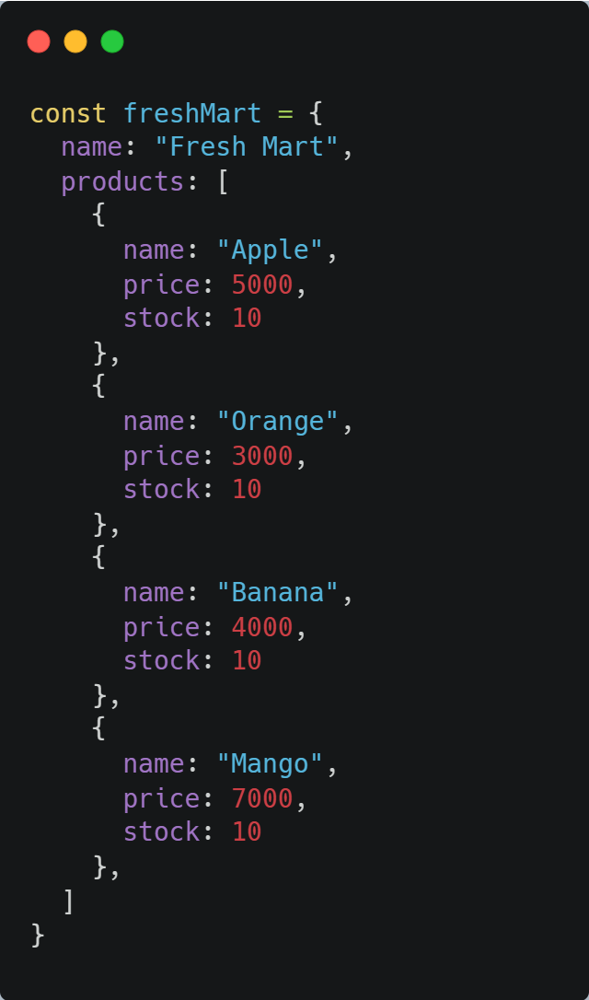 const freshMart = {
  name: "Fresh Mart",
  products: [
    {
      name: "Apple",
      price: 5000,
      stock: 10
    },
    {
      name: "Orange",
      price: 3000,
      stock: 10
    },
    {
      name: "Banana",
      price: 4000,
      stock: 10
    },
    {
      name: "Mango",
      price: 7000,
      stock: 10
    },
  ]
}